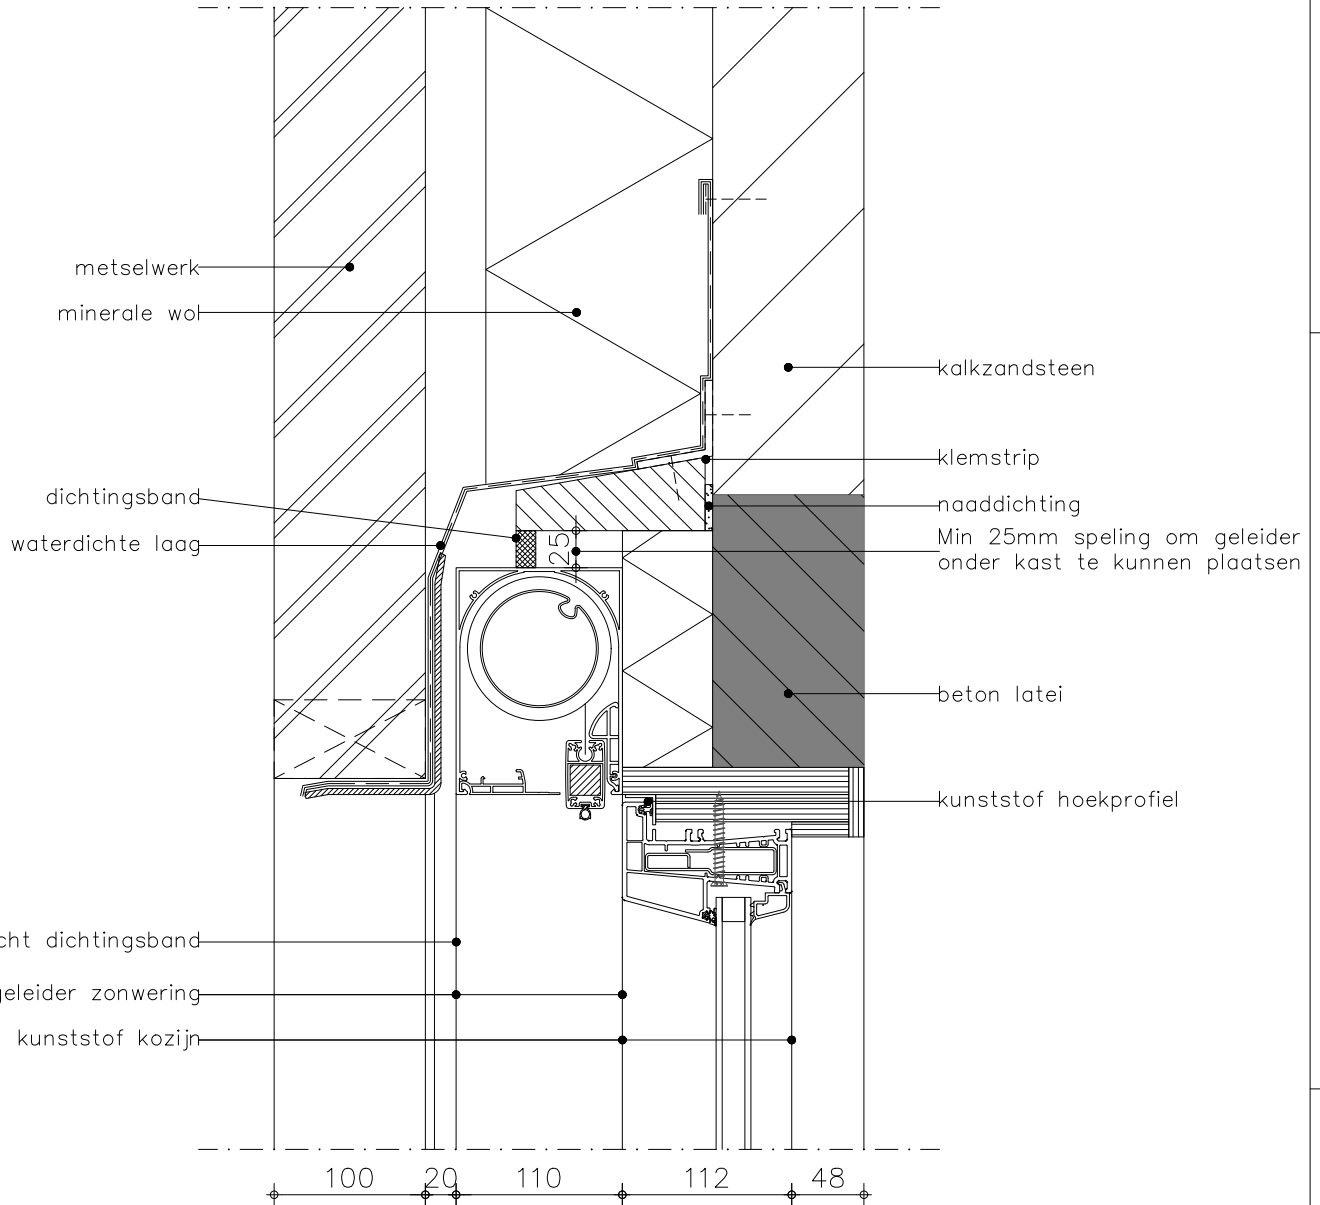 metselwerk
minerale wol
kalkzandsteen
klemstrip
dichtingsband
naaddichting
waterdichte laag
25
Min 25mm speling om geleider
onder kast te kunnen plaatsen
beton latei
kunststof hoekprofiel
dichtingsband
geleider zonwering
kunststof kozijn
100
20
110
112
48